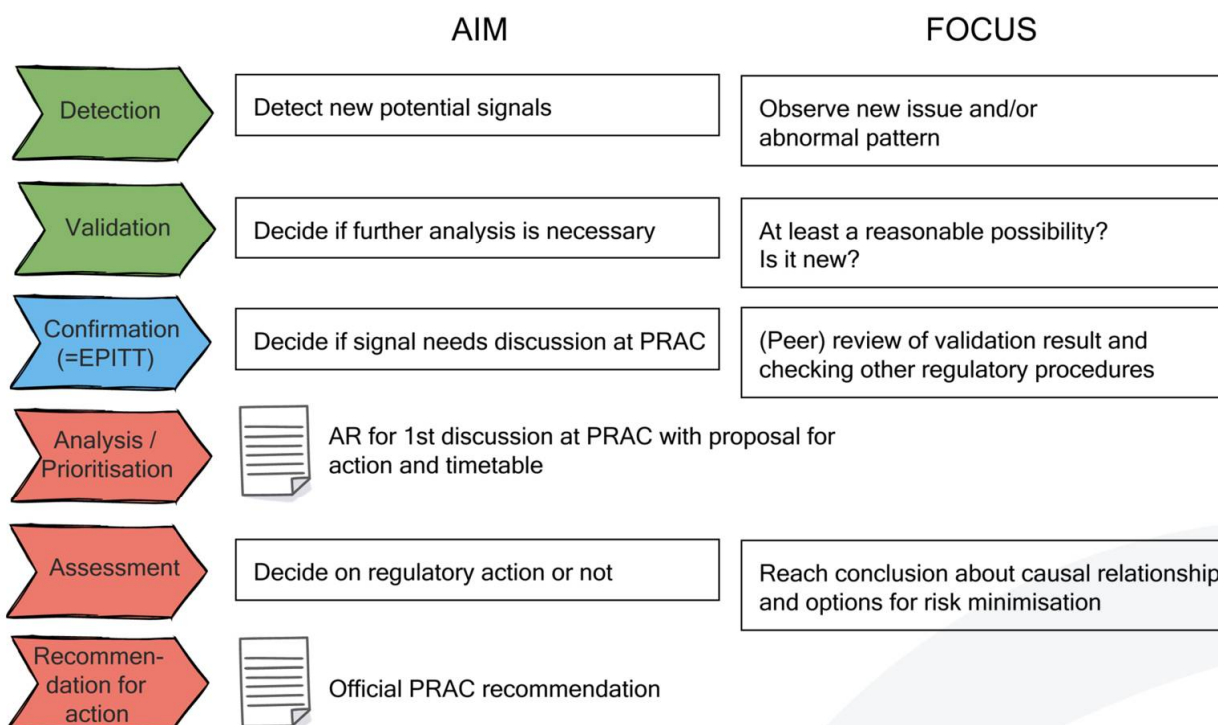 AIM
FOCUS
Detection
Detect new potential signals
Observe new issue and/or
abnormal pattern
Validation
Decide if further analysis is necessary
At least a reasonable possibility?
Is it new?
Confirmation
(=EPITT)
Decide if signal needs discussion at PRAC
(Peer) review of validation result and
checking other regulatory procedures
Analysis /
Prioritisation
AR for 1st discussion at PRAC with proposal for
action and timetable
Assessment
Decide on regulatory action or not
Reach conclusion about causal relationship
and options for risk minimisation
Recommen-
dation for
action
Official PRAC recommendation